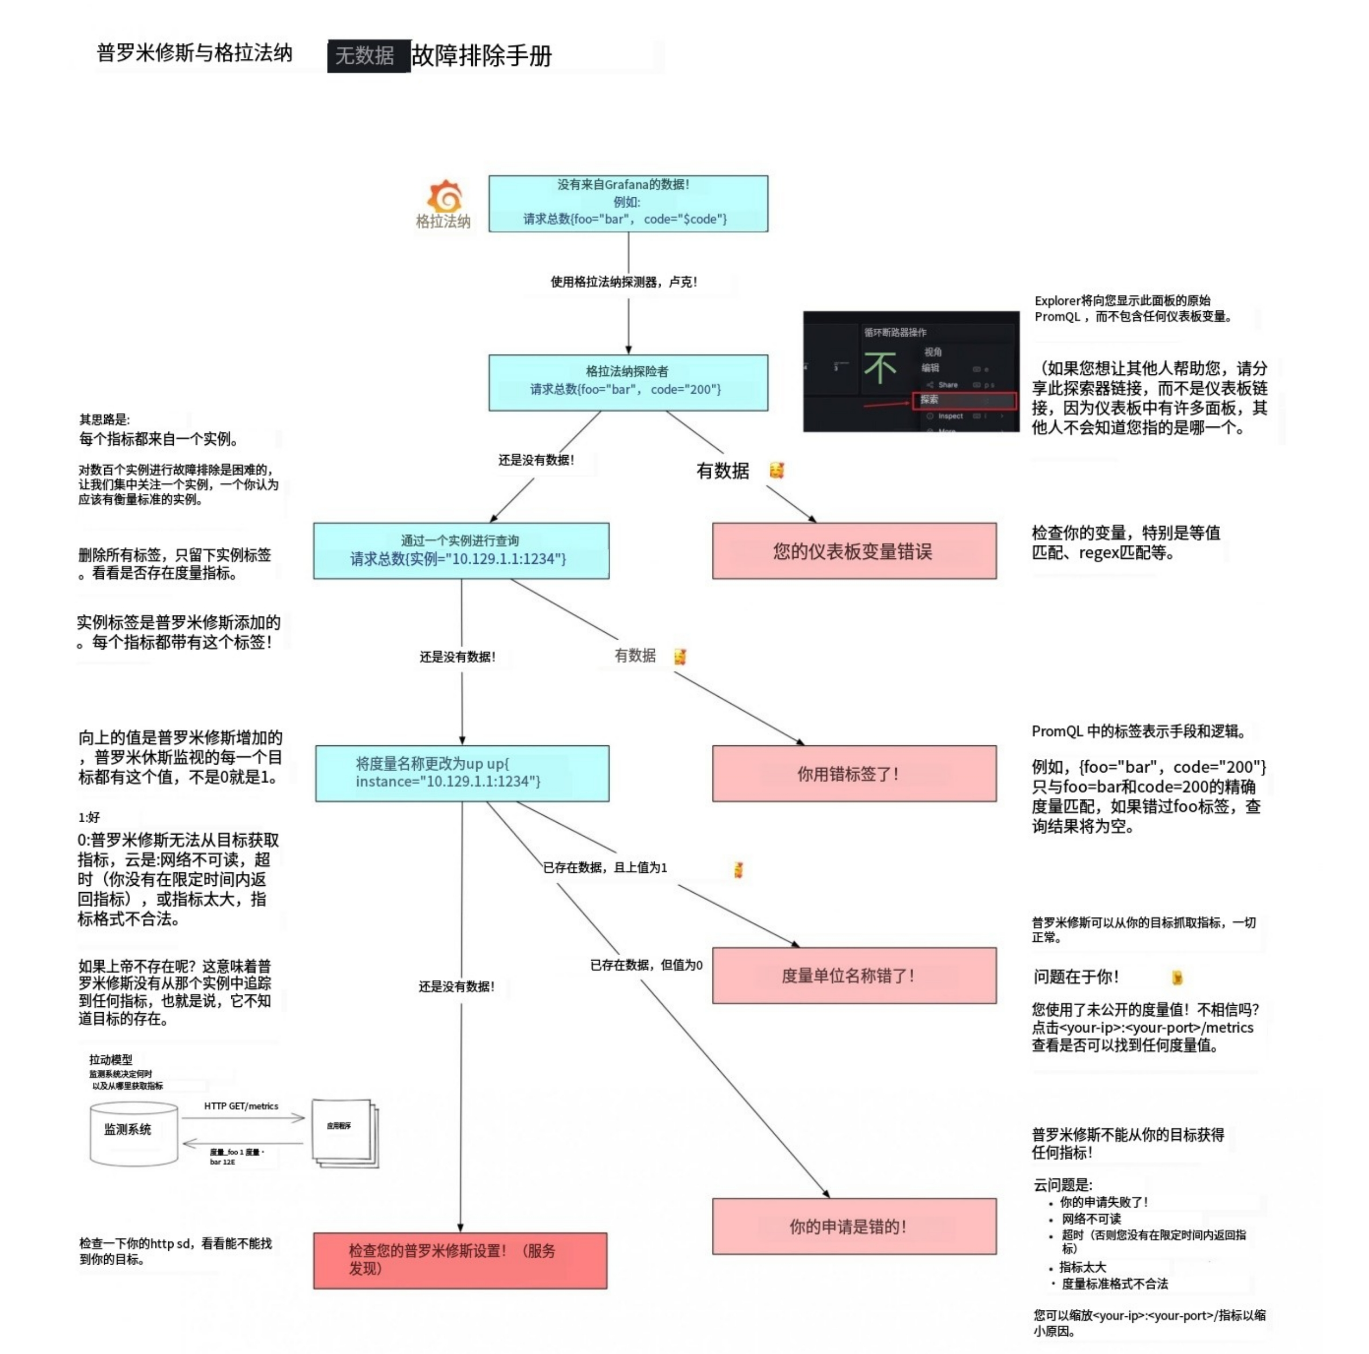 普罗米修斯与格拉法纳
无数据 故障排除手册
没有来自Grafana的数据！
例如:
请求总数{foo="bar"， code="$code"}
格拉法纳
使用格拉法纳探测器，卢克！
Explorer将向您显示此面板的原始
PromQL ，而不包含任何仪表板变量。
循环断路器操作
不
视角
编辑
e
Share
p s
探索
Inspect
i
More
格拉法纳探险者
请求总数{foo="bar"， code="200"}
（如果您想让其他人帮助您，请分
享此探索器链接，而不是仪表板链
接，因为仪表板中有许多面板，其
他人不会知道您指的是哪一个。
其思路是:
每个指标都来自一个实例。
对数百个实例进行故障排除是困难的，
让我们集中关注一个实例，一个你认为
应该有衡量标准的实例。
还是没有数据！
有数据
通过一个实例进行查询
请求总数{实例="10.129.1.1:1234"}
您的仪表板变量错误
检查你的变量，特别是等值
匹配、regex匹配等。
删除所有标签，只留下实例标签
。看看是否存在度量指标。
实例标签是普罗米修斯添加的
。每个指标都带有这个标签！
还是没有数据！
有数据
向上的值是普罗米修斯增加的
，普罗米休斯监视的每一个目
标都有这个值，不是0就是1。
将度量名称更改为up up{
instance="10.129.1.1:1234"}
你用错标签了！
PromQL 中的标签表示手段和逻辑。
例如，{foo="bar"，code="200"}
只与foo=bar和code=200的精确
度量匹配，如果错过foo标签，查
询结果将为空。
1:好
0:普罗米修斯无法从目标获取
指标，云是:网络不可读，超
时（你没有在限定时间内返
回指标），或指标太大，指
标格式不合法。
已存在数据，且上值为1
如果上帝不存在呢？这意味着普
罗米修斯没有从那个实例中追踪
到任何指标，也就是说，它不知
道目标的存在。
还是没有数据！
已存在数据，但值为0
度量单位名称错了！
普罗米修斯可以从你的目标抓取指标，一切
正常。
问题在于你！
您使用了未公开的度量值！不相信吗？
点击<your-ip>:<your-port>/metrics
查看是否可以找到任何度量值。
拉动模型
监测系统决定何时
以及从哪里获取指标
监测系统
HTTP GET/metrics
应用程序
度量_foo 1 度量·
bar 12E
普罗米修斯不能从你的目标获得
任何指标！
云问题是:
• 你的申请失败了！
• 网络不可读
• 超时（否则您没有在限定时间内返回指
标）
• 指标太大
• 度量标准格式不合法
您可以缩放<your-ip>:<your-port>/指标以缩
小原因。
你的申请是错的！
检查一下你的http sd，看看能不能找
到你的目标。
检查您的普罗米修斯设置！（服务
发现）